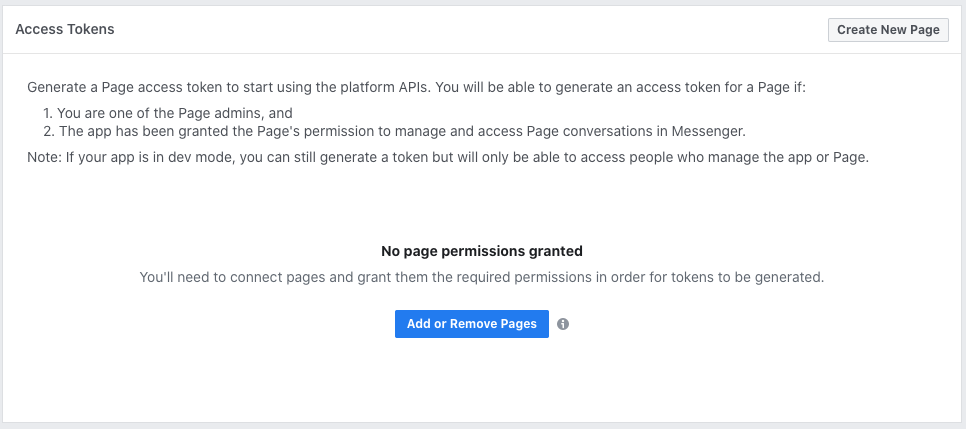 Access Tokens
Create New Page
Generate a Page access token to start using the platform APIs. You will be able to generate an access token for a Page if:
1. You are one of the Page admins, and
2. The app has been granted the Page's permission to manage and access Page conversations in Messenger.
Note: If your app is in dev mode, you can still generate a token but will only be able to access people who manage the app or Page.
No page permissions granted
You'll need to connect pages and grant them the required permissions in order for tokens to be generated.
Add or Remove Pages